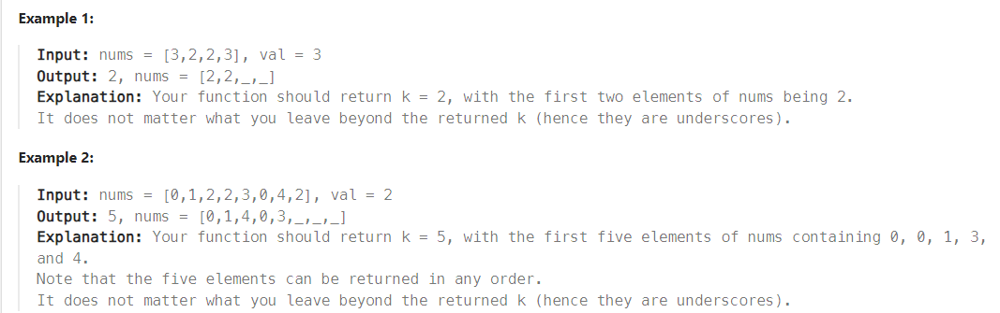 Example 1:
Input: nums = [3,2,2,3], val = 3
Output: 2, nums = [2,2,_,_]
Explanation: Your function should return k = 2, with the first two elements of nums being 2.
It does not matter what you leave beyond the returned k (hence they are underscores).
Example 2:
Input: nums = [0,1,2,2,3,0,4,2], val = 2
Output: 5, nums = [0,1,4,0,3,_,_,_]
Explanation: Your function should return k = 5, with the first five elements of nums containing 0, 0, 1, 3,
and 4.
Note that the five elements can be returned in any order.
It does not matter what you leave beyond the returned k (hence they are underscores).